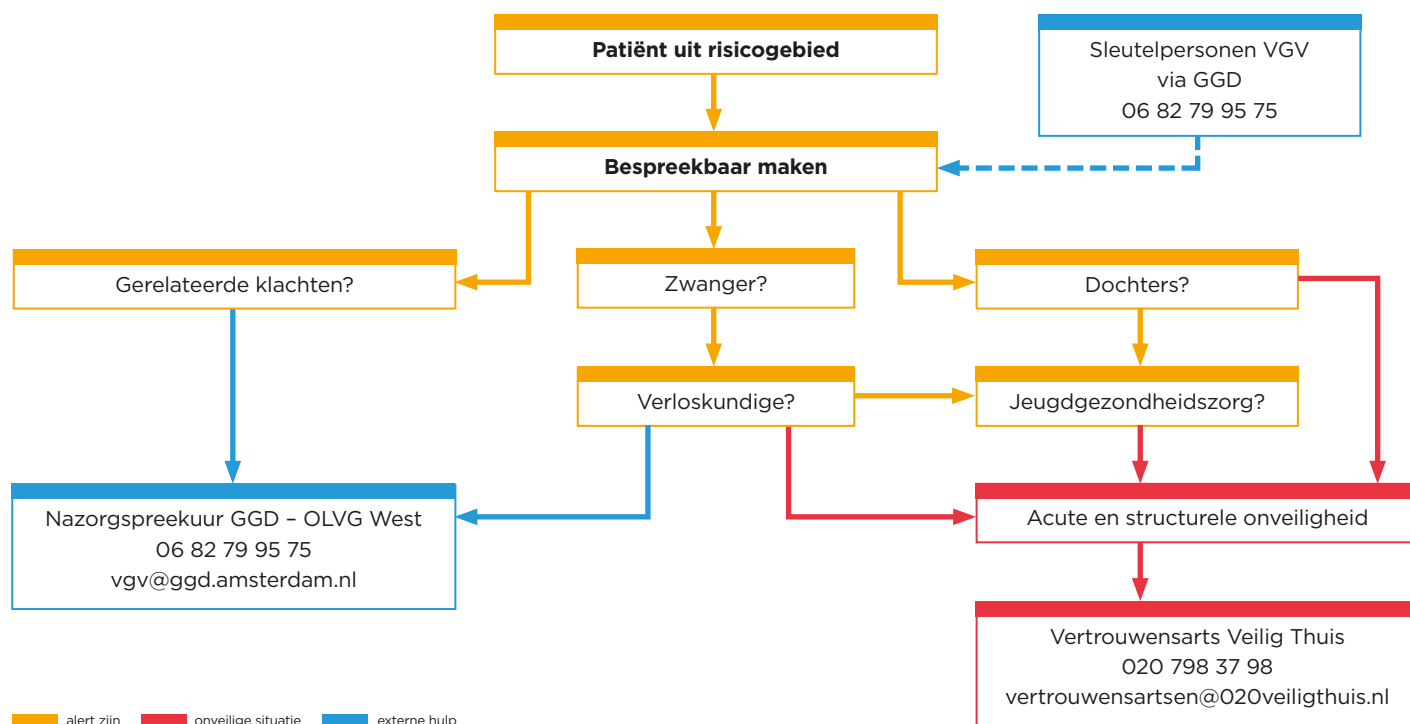 Patiënt uit risicogebied
Sleutelpersonen VGV
via GGD
06 82 79 95 75
Bespreekbaar maken
Gerelateerde klachten?
Zwanger?
Dochters?
Verloskundige?
Jeugdgezondheidszorg?
Nazorgspreekuur GGD – OLVG West
06 82 79 95 75
vgv@ggd.amsterdam.nl
Acute en structurele onveiligheid
Vertrouwensarts Veilig Thuis
020 798 37 98
vertrouwensartsen@020veiligthuis.nl
alert zijn
onveilige situatie
externe hulp